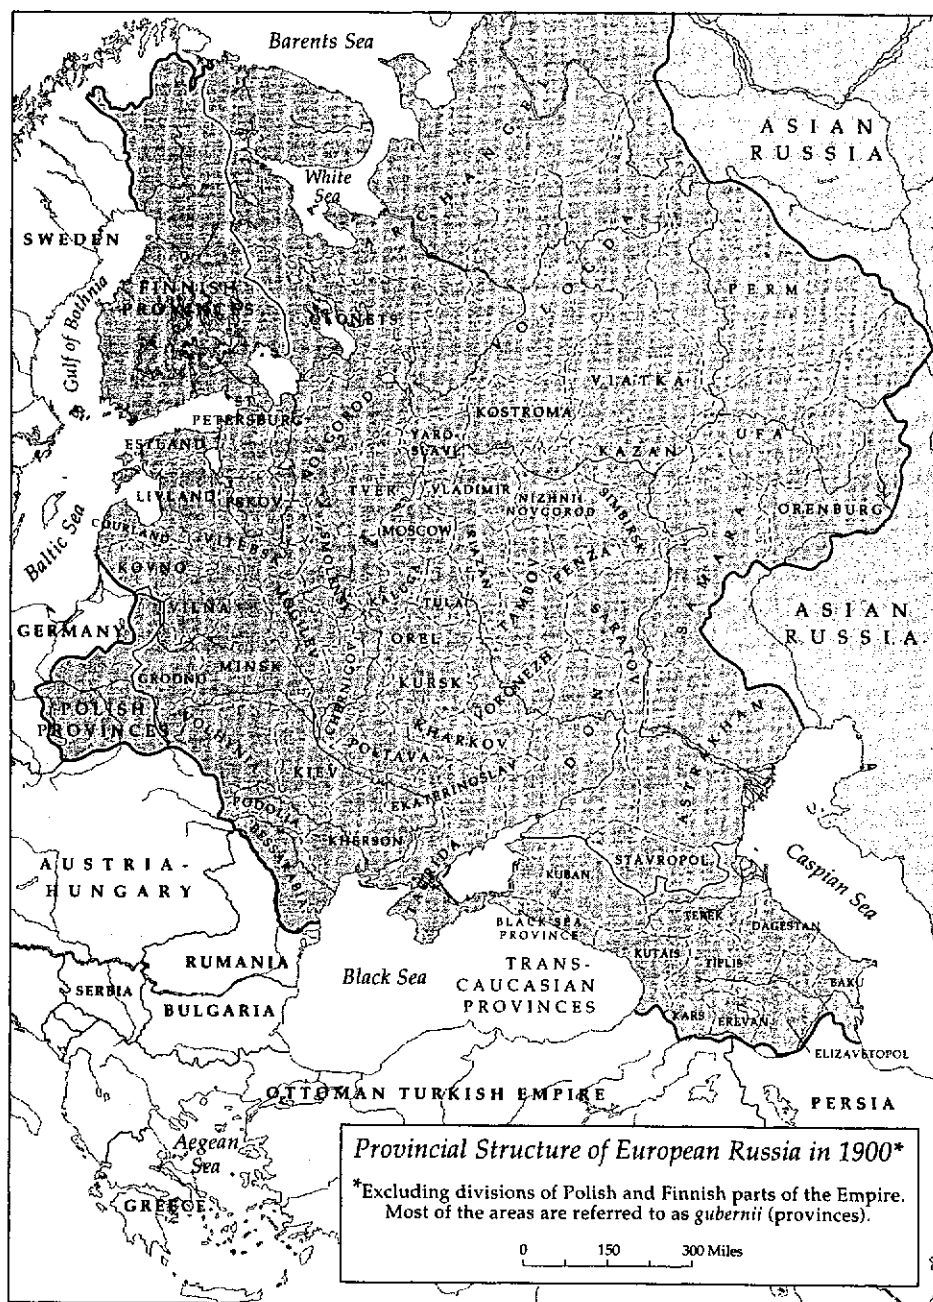 Barents Sea
ASIAN
RUSSIA
White
Sea
ARCHANGEL
SWEDEN
Gulf of Bothnia
FINNISH
PROVINCES
OLONETS
VOLOGDA
PERM
VIATKA
ST.
PETERSBURG
NOVGOROD
KOSTROMA
YARO-
SLAVL
ESTLAND
KAZAN
UFA
LIVLAND
PSKOV
TVER
VLADIMIR
NIZHNII
NOVGOROD
SIMBIRSK
ORENBURG
Baltic Sea
COURLAND
VITEBSK
SMOLENSK
MOSCOW
RIAZAN
PENZA
SAMARA
KOVNO
VILNA
MOGILEV
KALUGA
TULA
TAMBOV
SARATOV
ASIAN
RUSSIA
GERMANY
OREL
MINSK
GRODNO
CHERNIGOV
KURSK
VORONEZH
POLISH
PROVINCES
VOLHYNIA
KHARKOV
DON
ASTRAKHAN
POLTAVA
KIEV
EKATERINOSLAV
PODOLIA
BESSARABIA
KHERSON
TAURIDA
AUSTRIA-
HUNGARY
STAVROPOL
KUBAN
Caspian Sea
TEREK
DAGESTAN
BLACK SEA
PROVINCE
KUTAIS
TIFLIS
RUMANIA
Black Sea
TRANS-
CAUCASIAN
PROVINCES
BAKU
SERBIA
BULGARIA
KARS
EREVAN
ELIZAVETOPOL
OTTOMAN TURKISH EMPIRE
PERSIA
Aegean
Sea
GREECE
Provincial Structure of European Russia in 1900*
*Excluding divisions of Polish and Finnish parts of the Empire.
Most of the areas are referred to as gubernii (provinces).
0 150 300 Miles